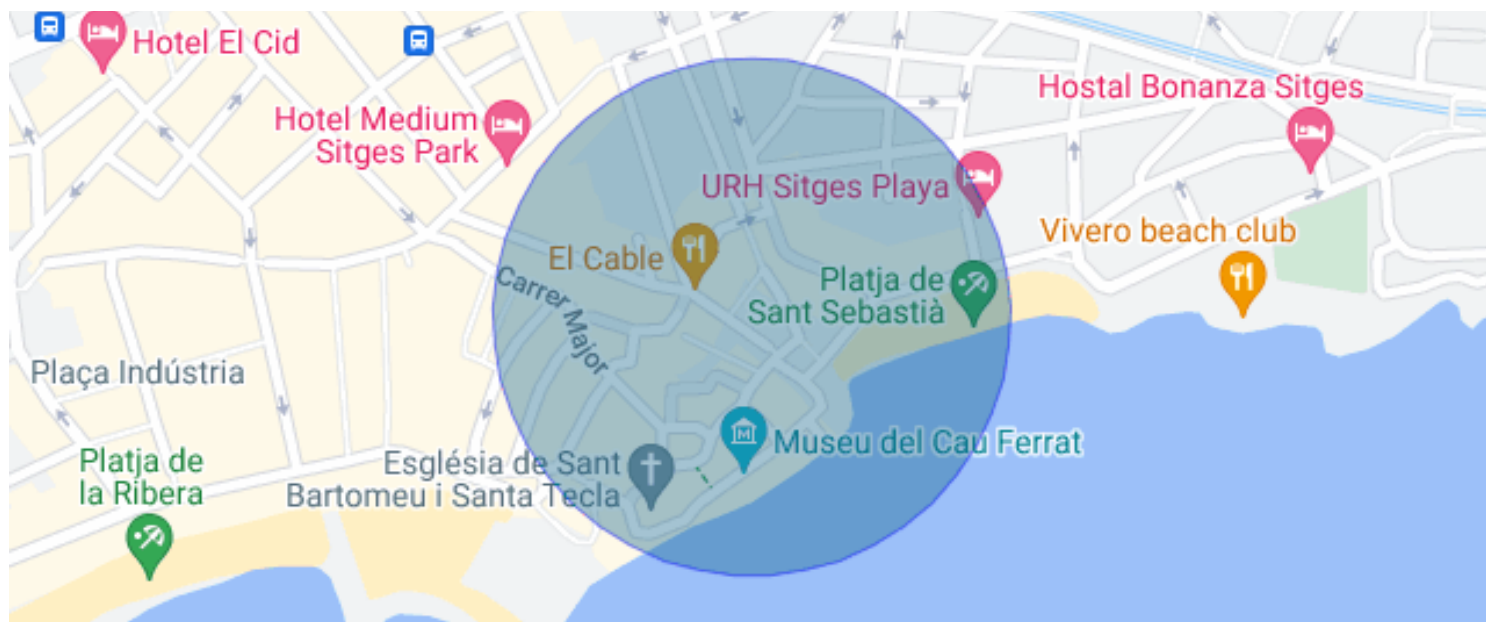 Hotel El Cid
Hotel Medium
Sitges Park
Hostal Bonanza Sitges
URH Sitges Playa
Vivero beach club
El Cable
Carrer Major
Platja de
Sant Sebastià
Plaça Indústria
Museu del Cau Ferrat
Platja de
la Ribera
Església de Sant
Bartomeu i Santa Tecla
M